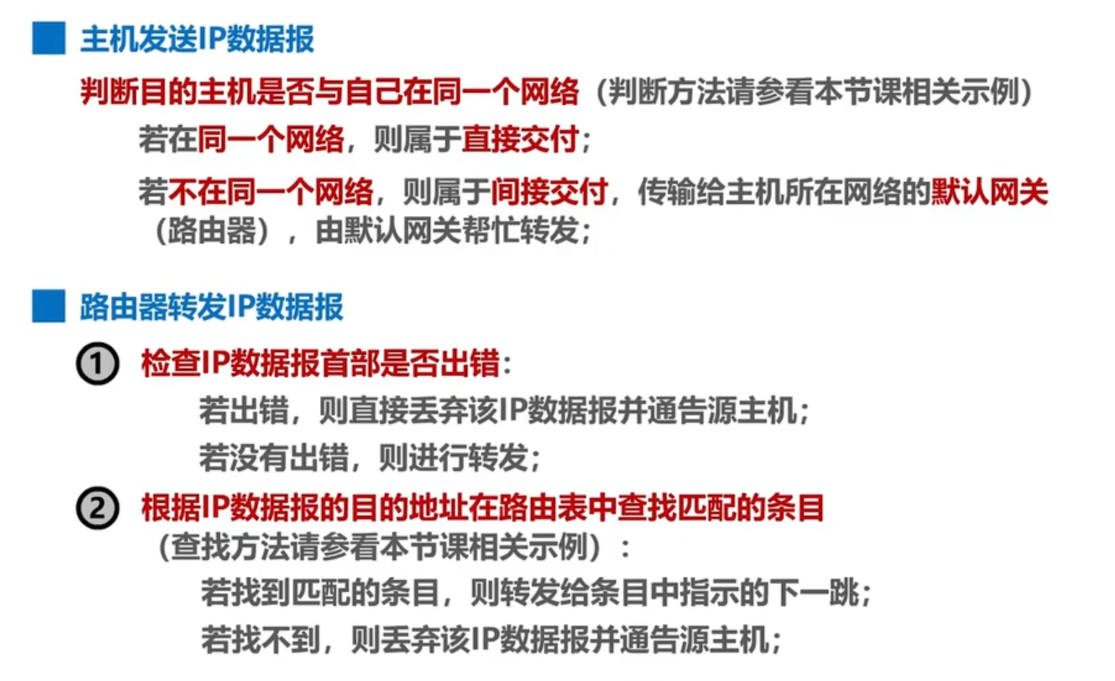 主机发送IP数据报
判断目的主机是否与自己在同一个网络（判断方法请参看本节课相关示例）
若在同一个网络，则属于直接交付；
若不在同一个网络，则属于间接交付，传输给主机所在网络的默认网关
（路由器），由默认网关帮忙转发；
路由器转发IP数据报
① 检查IP数据报首部是否出错：
若出错，则直接丢弃该IP数据报并通告源主机；
若没有出错，则进行转发；
② 根据IP数据报的目的地址在路由表中查找匹配的条目
（查找方法请参看本节课相关示例）：
若找到匹配的条目，则转发给条目中指示的下一跳；
若找不到，则丢弃该IP数据报并通告源主机；